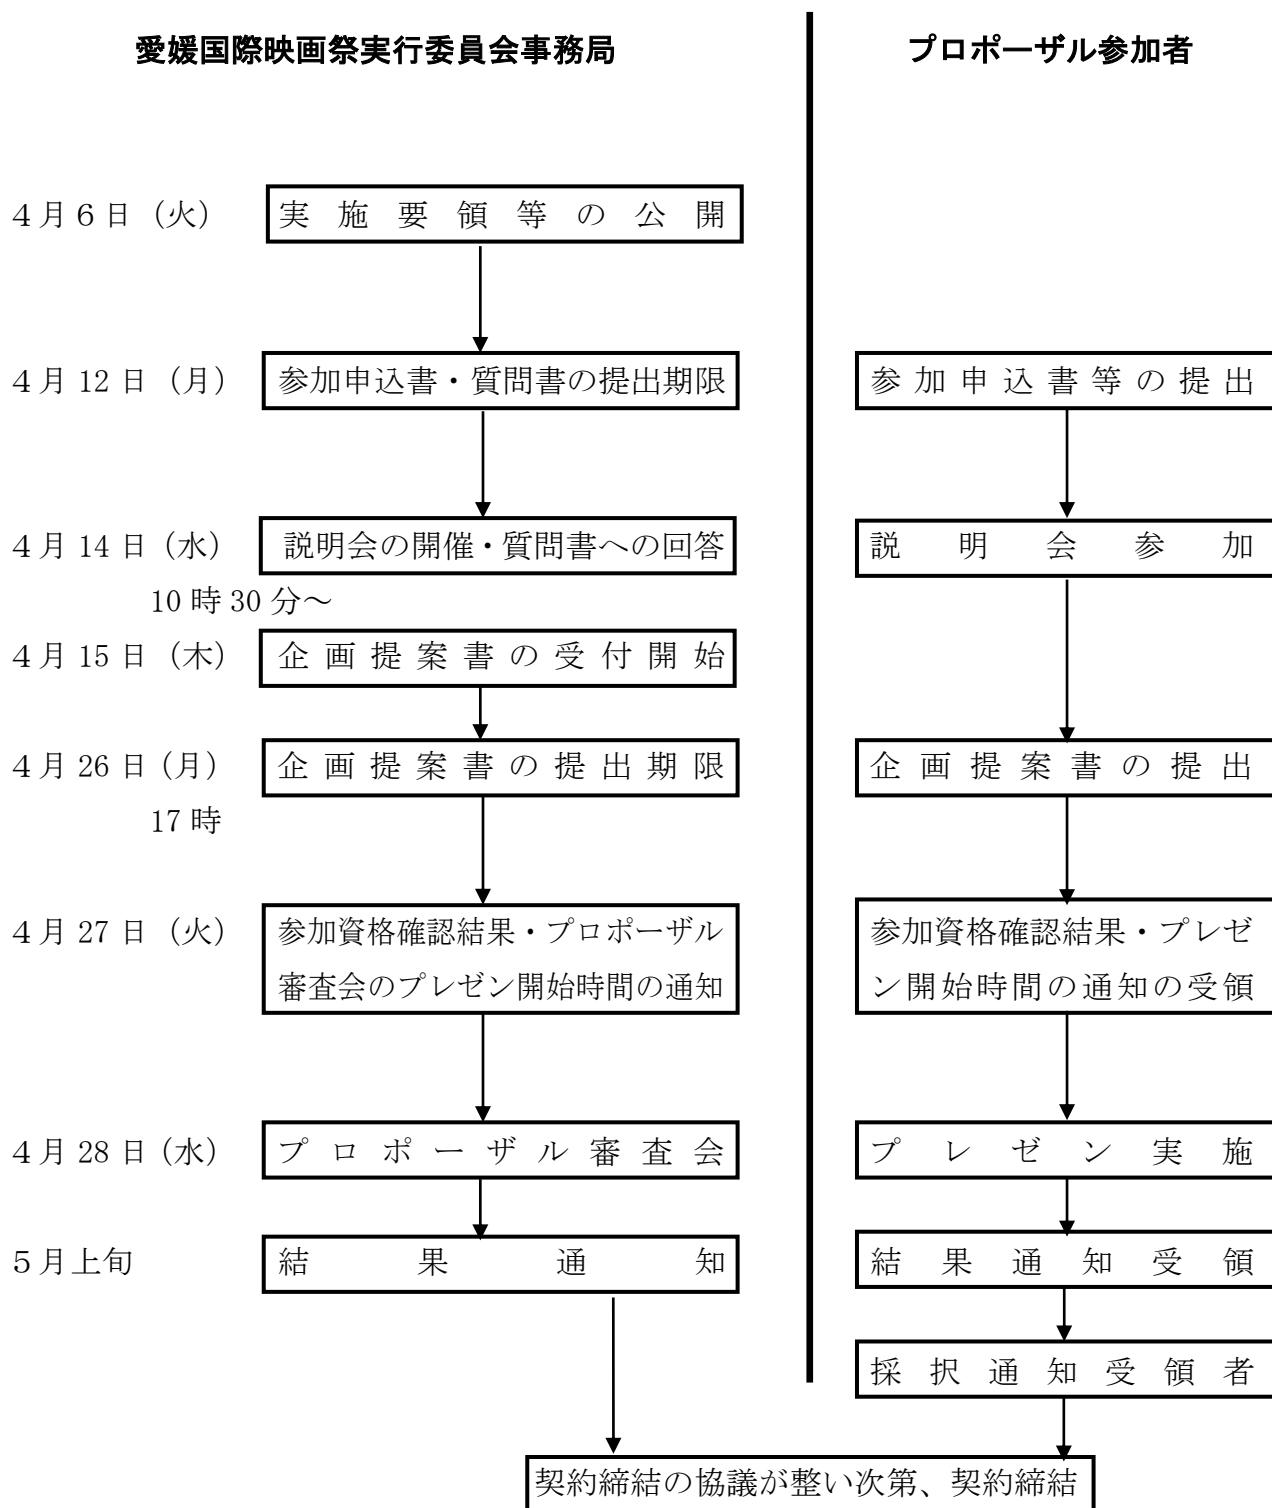 愛媛国際映画祭実行委員会事務局
プロポーザル参加者
4月6日（火）
実施要領等の公開
4月12日（月）
参加申込書・質問書の提出期限
参加申込書等の提出
4月14日（水）
説明会の開催・質問書への回答
説明会参加
10時30分～
4月15日（木）
企画提案書の受付開始
4月26日（月）
企画提案書の提出期限
企画提案書の提出
17時
4月27日（火）
参加資格確認結果・プロポーザル
審査会のプレゼン開始時間の通知
参加資格確認結果・プレゼ
ン開始時間の通知の受領
4月28日（水）
プロポーザル審査会
プレゼン実施
5月上旬
結果通知
結果通知受領
採択通知受領者
契約締結の協議が整い次第、契約締結